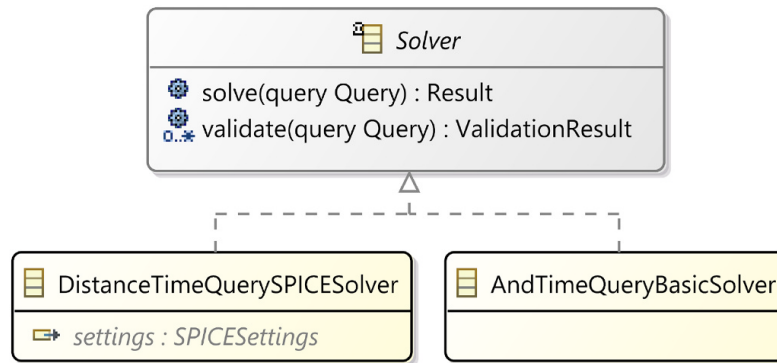 Solver
solve(query Query) : Result
validate(query Query) : ValidationResult
0..*
DistanceTimeQuerySPICESolver
AndTimeQueryBasicSolver
settings : SPICESettings